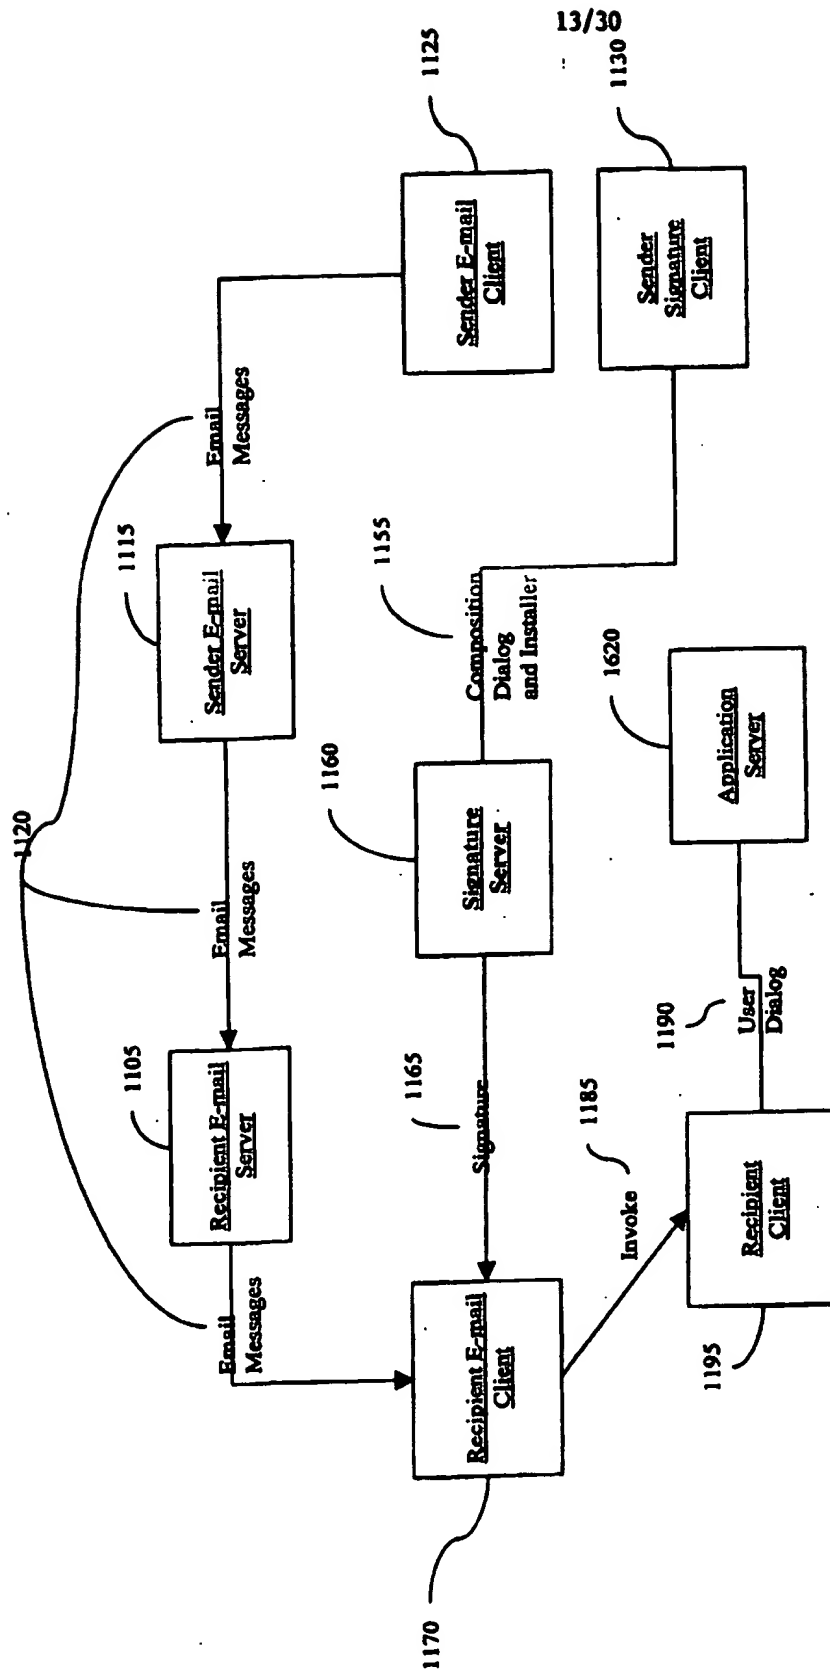 13/30
1120
Email
Messages
Email
Messages
Email
Messages
1105
Recipient E-mail
Server
1115
Sender E-mail
Server
1125
Sender E-mail
Client
1170
Recipient E-mail
Client
1165
Signature
1160
Signature
Server
1155
Composition
Dialog
and Installer
1130
Sender
Signature
Client
1185
Invoke
1195
Recipient
Client
1190
User
Dialog
1620
Application
Server